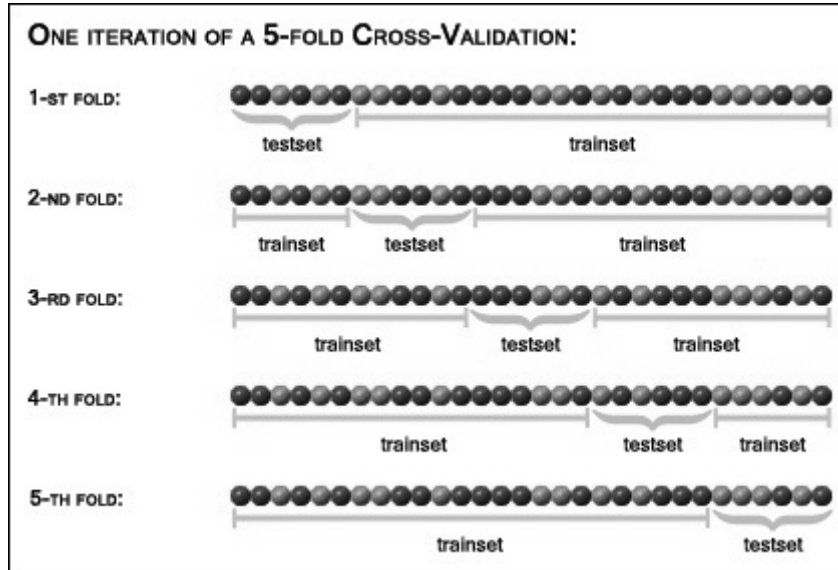 ONE ITERATION OF A 5-FOLD CROSS-VALIDATION:
1-ST FOLD:
testset trainset
2-ND FOLD:
trainset testset trainset
3-RD FOLD:
trainset testset trainset
4-TH FOLD:
trainset testset trainset
5-TH FOLD:
trainset testset